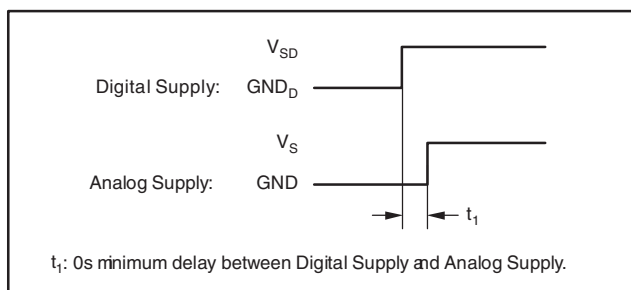 V_SD
Digital Supply: GND_D
V_S
Analog Supply: GND
t_1
t_1: 0s minimum delay between Digital Supply and Analog Supply.